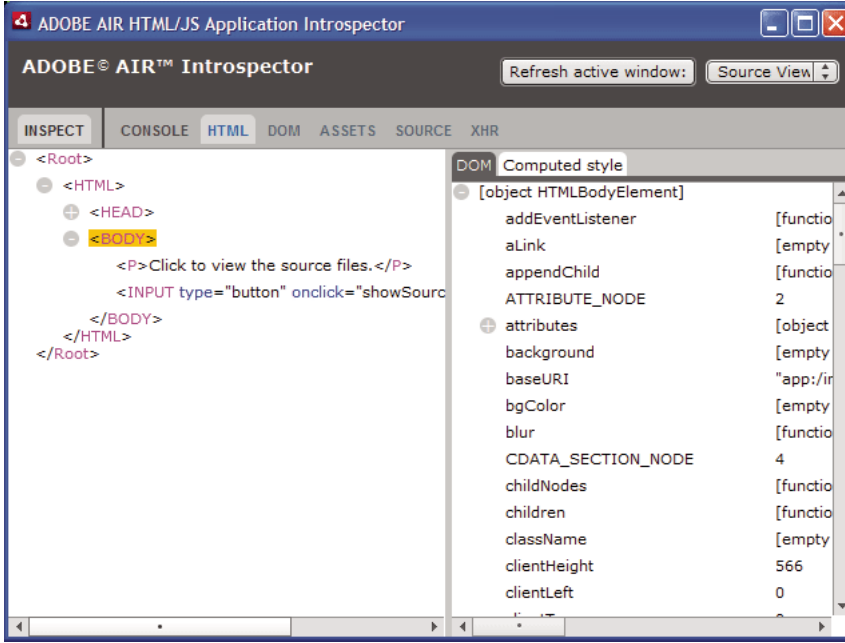 ADOBE AIR HTML/JS Application Introspector
ADOBE© AIR™ Introspector
Refresh active window:
Source View
INSPECT CONSOLE HTML DOM ASSETS SOURCE XHR
<Root>
<HTML>
<HEAD>
<BODY>
<P>Click to view the source files.</P>
<INPUT type="button" onclick="showSourc
</BODY>
</HTML>
</Root>
DOM Computed style
[object HTMLBodyElement]
addEventListener [functio
aLink [empty
appendChild [functio
ATTRIBUTE_NODE 2
attributes [object
background [empty
baseURI "app:/ir
bgColor [empty
blur [functio
CDATA_SECTION_NODE 4
childNodes [functio
children [functio
className [empty
clientHeight 566
clientLeft 0